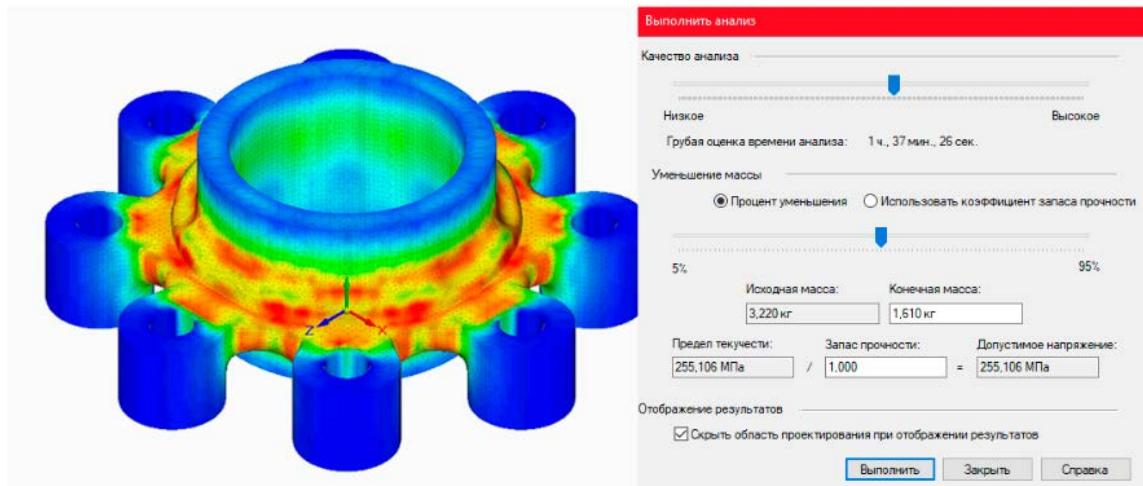 Выполнить анализ
Качество анализа
Низкое Высокое
Грубая оценка времени анализа: 1 ч., 37 мин., 26 сек.
Уменьшение массы
Процент уменьшения Использовать коэффициент запаса прочности
5% 95%
Исходная масса: Конечная масса:
3,220 кг 1,610 кг
Предел текучести: Запас прочности: Допустимое напряжение:
255,106 МПа / 1.000 = 255,106 МПа
Отображение результатов
Скрыть область проектирования при отображении результатов
Выполнить Закрыть Справка
Z X